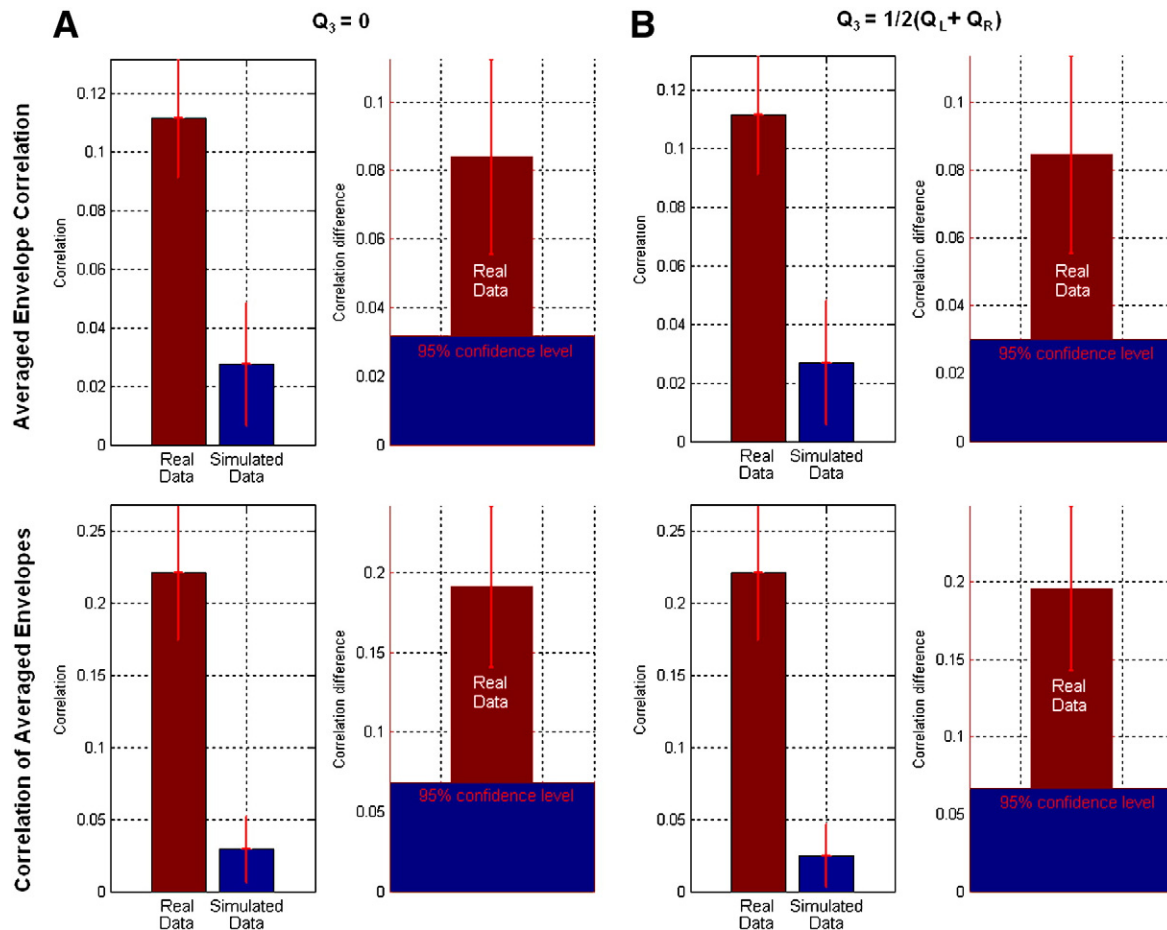 A
Q3 = 0
B
Q3 = 1/2(QL + QR)
Averaged Envelope Correlation
Correlation
0.12
0.1
0.08
0.06
0.04
0.02
0
Real
Data
Simulated
Data
Correlation difference
0.1
0.08
0.06
0.04
0.02
0
Real
Data
95% confidence level
Correlation
0.12
0.1
0.08
0.06
0.04
0.02
0
Real
Data
Simulated
Data
Correlation difference
0.1
0.08
0.06
0.04
0.02
0
Real
Data
95% confidence level
Correlation of Averaged Envelopes
Correlation
0.25
0.2
0.15
0.1
0.05
0
Real
Data
Simulated
Data
Correlation difference
0.2
0.15
0.1
0.05
0
Real
Data
95% confidence level
Correlation
0.25
0.2
0.15
0.1
0.05
0
Real
Data
Simulated
Data
Correlation difference
0.2
0.15
0.1
0.05
0
Real
Data
95% confidence level